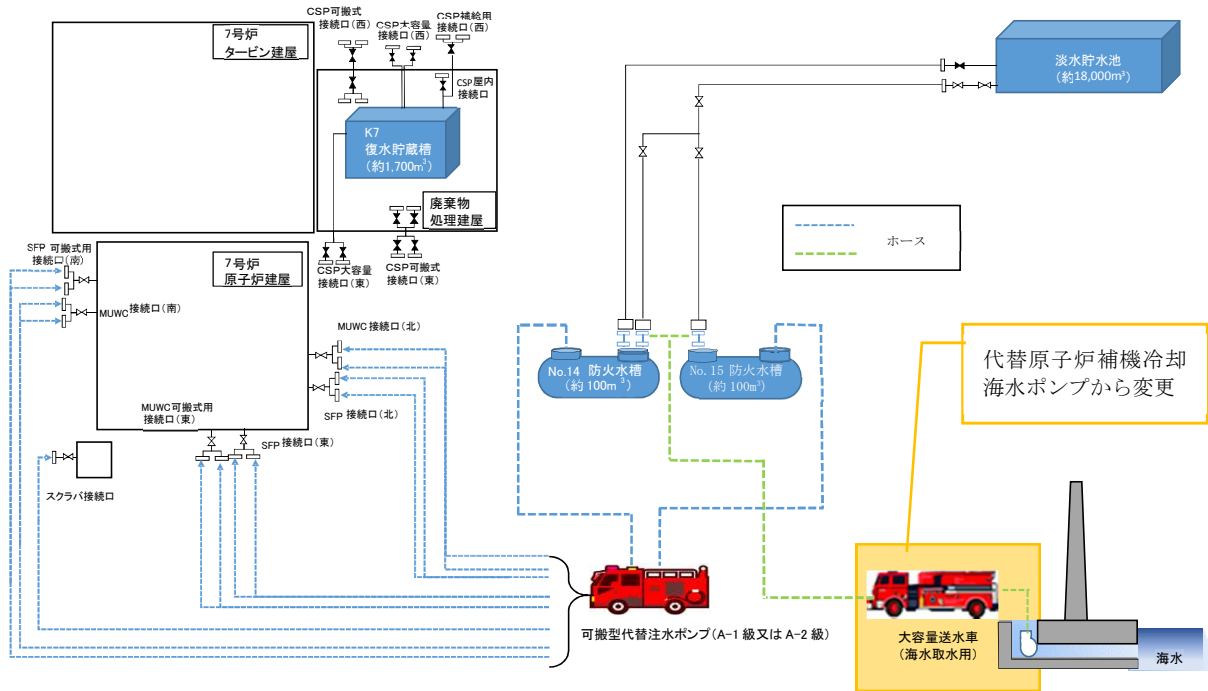 CSP可搬式
接続口(西)
CSP大容量
接続口(西)
CSP補給用
接続口(西)
7号炉
タービン建屋
CSP屋内
接続口
K7
復水貯蔵槽
(約1,700m³)
廃棄物
処理建屋
CSP大容量
接続口(東)
CSP可搬式
接続口(東)
淡水貯水池
(約18,000m³)
ホース
SFP 可搬式用
接続口(南)
7号炉
原子炉建屋
MUWC接続口(南)
MUWC 接続口(北)
SFP 接続口(北)
MUWC可搬式用
接続口(東)
SFP 接続口(東)
スクラバ接続口
No.14 防火水槽
(約100m³)
No.15 防火水槽
(約100m³)
代替原子炉補機冷却
海水ポンプから変更
可搬型代替注水ポンプ(A-1 級又は A-2 級)
大容量送水車
(海水取水用)
海水